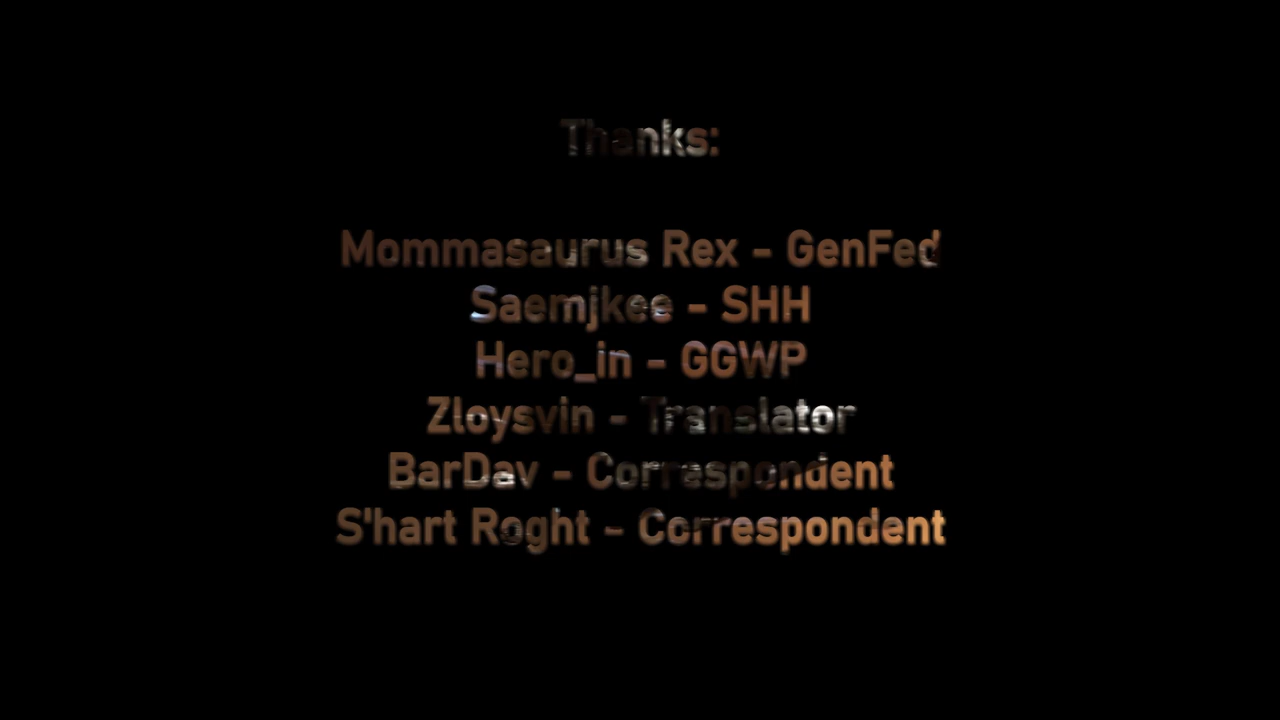 Thanks:
Mommasaurus Rex - GenFed
Saemjkee - SHH
Hero_in - GGWP
Zloysvin - Translator
BarDav - Correspondent
S'hart Roght - Correspondent